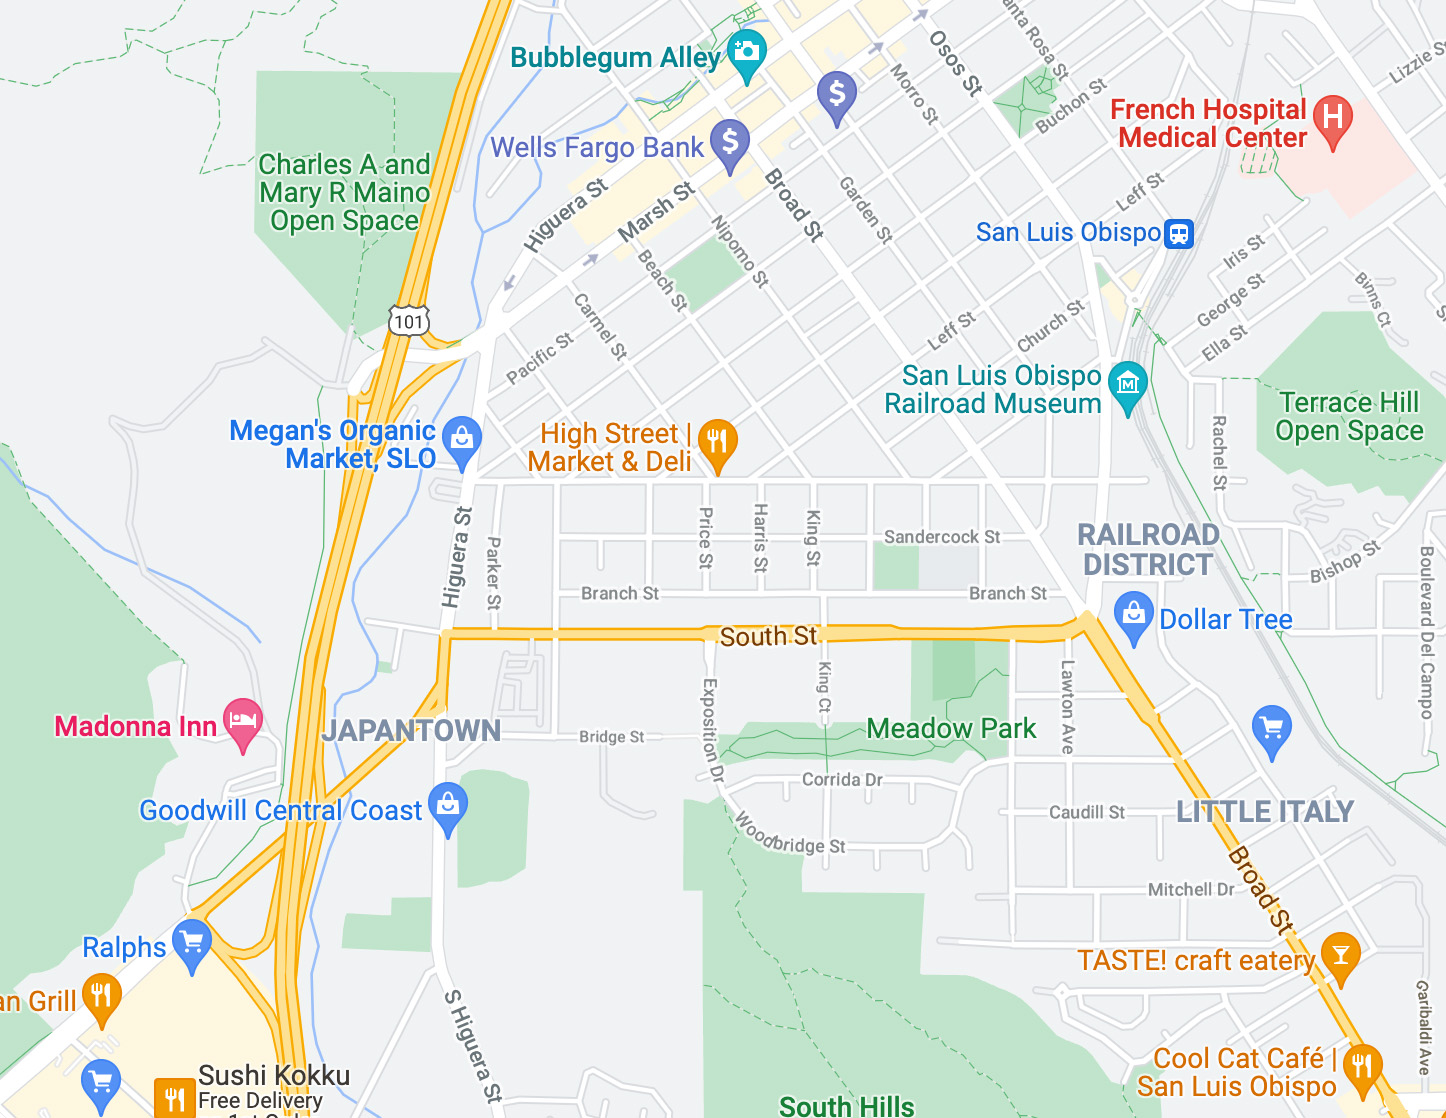 Bubblegum Alley
Osos St
anta Rosa St
Lizzie S
Morro St
Buchon St
French Hospital
Medical Center
Wells Fargo Bank
Charles A and
Mary R Maino
Open Space
Higuera St
Marsh St
Broad St
Garden St
Leff St
San Luis Obispo
Nipomo St
Beach St
Iris St
George St
Binns Ct
Ella St
101
Carmel St
Pacific St
Leff St
Church St
San Luis Obispo
Railroad Museum
Terrace Hill
Open Space
Rachel St
Megan's Organic
Market, SLO
High Street |
Market & Deli
Higuera St
Parker St
Price St
Harris St
King St
Sandercock St
RAILROAD
DISTRICT
Bishop St
Boulevard Del Campo
Branch St
Branch St
Dollar Tree
South St
Exposition Dr
King Ct
Lawton Ave
Meadow Park
Madonna Inn
JAPANTOWN
Bridge St
Corrida Dr
Goodwill Central Coast
Woodbridge St
Caudill St
LITTLE ITALY
Broad St
Mitchell Dr
Ralphs
TASTE! craft eatery
an Grill
S Higuera St
Garibaldi Ave
Cool Cat Café |
San Luis Obispo
Sushi Kokku
Free Delivery
South Hills